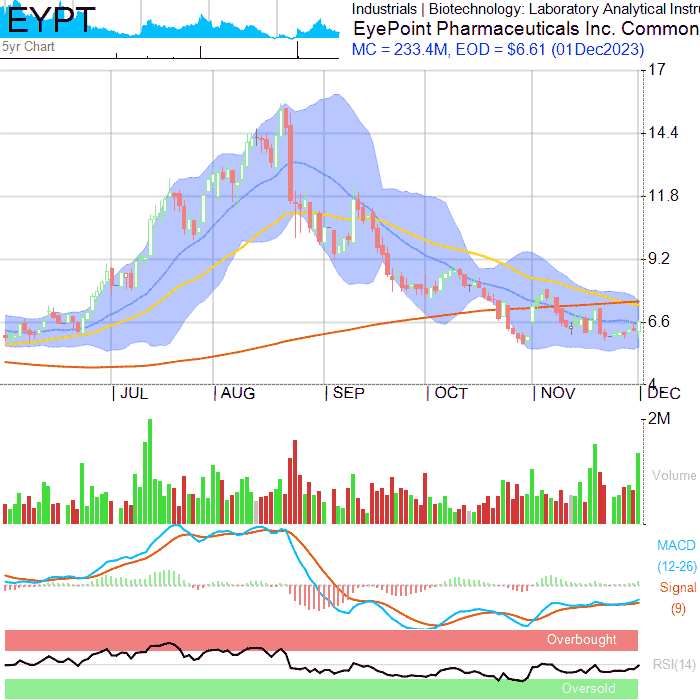 EYPT
5yr Chart
Industrials | Biotechnology: Laboratory Analytical Instru
EyePoint Pharmaceuticals Inc. Common
MC = 233.4M, EOD = $6.61 (01Dec2023)
17
14.4
11.8
9.2
6.6
4
JUL AUG SEP OCT NOV DEC
2M
Volume
MACD
(12-26)
Signal
(9)
Overbought
RSI(14)
Oversold